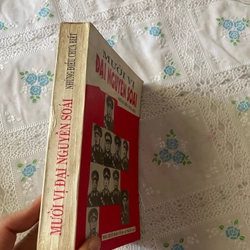 MƯỜI VỊ ĐẠI NGUYÊN SOÁI
NHỮNG ĐIỀU CHƯA BIẾT
MƯỜI VỊ
ĐẠI NGUYÊN SOÁI